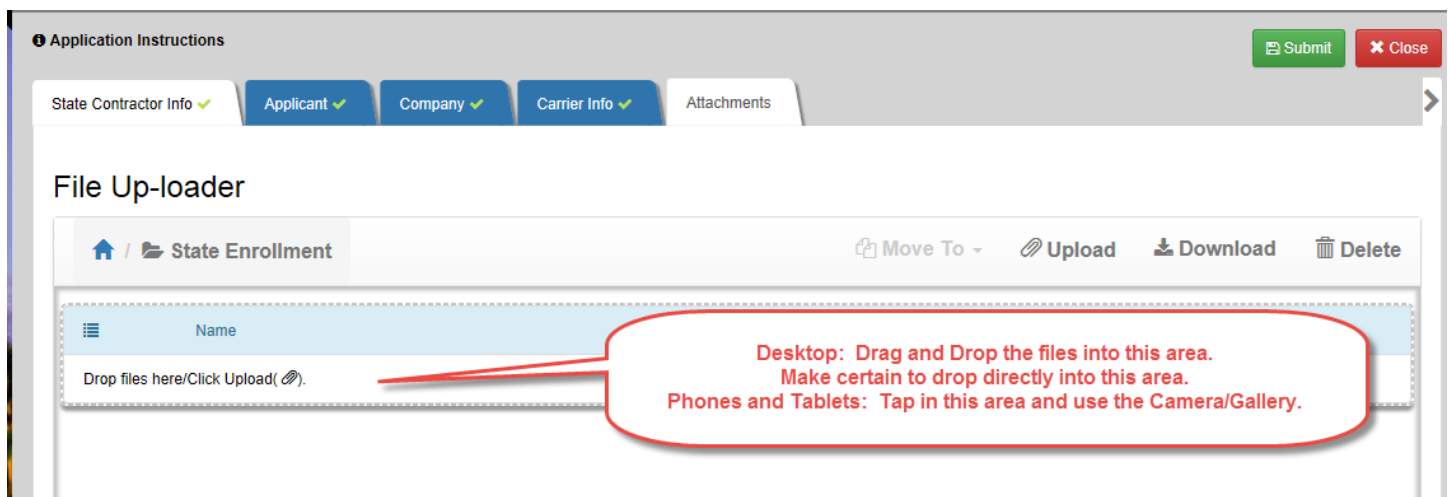 Application Instructions
Submit
Close
State Contractor Info
Applicant
Company
Carrier Info
Attachments
File Up-loader
/ State Enrollment
Move To
Upload
Download
Delete
Name
Drop files here/Click Upload( ).
Desktop: Drag and Drop the files into this area.
Make certain to drop directly into this area.
Phones and Tablets: Tap in this area and use the Camera/Gallery.